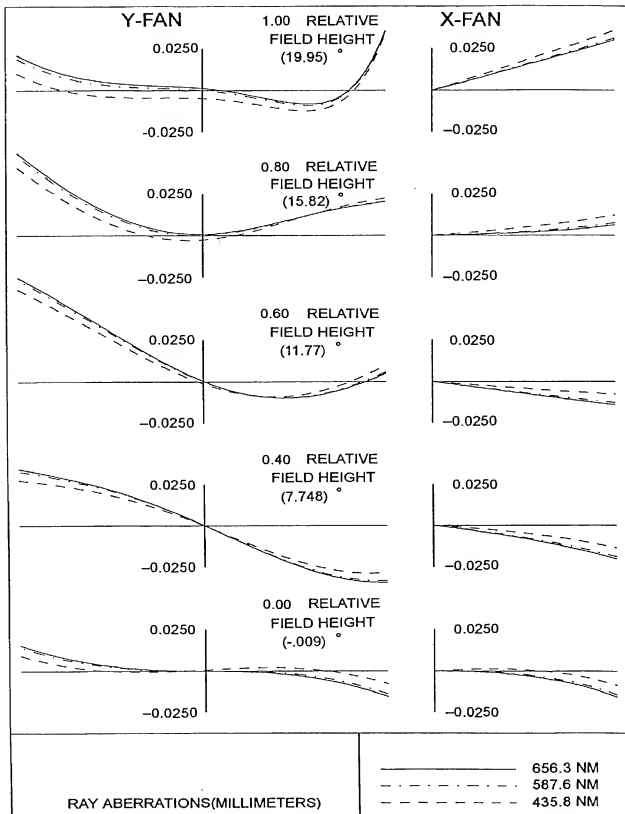 Y-FAN
1.00 RELATIVE
FIELD HEIGHT
(19.95) °
X-FAN
0.0250
-0.0250
0.0250
−0.0250
0.80 RELATIVE
FIELD HEIGHT
(15.82) °
0.0250
−0.0250
0.0250
−0.0250
0.60 RELATIVE
FIELD HEIGHT
(11.77) °
0.0250
−0.0250
0.0250
−0.0250
0.40 RELATIVE
FIELD HEIGHT
(7.748) °
0.0250
−0.0250
0.0250
−0.0250
0.00 RELATIVE
FIELD HEIGHT
(-.009) °
0.0250
-0.0250
0.0250
−0.0250
RAY ABERRATIONS(MILLIMETERS)
656.3 NM
587.6 NM
435.8 NM